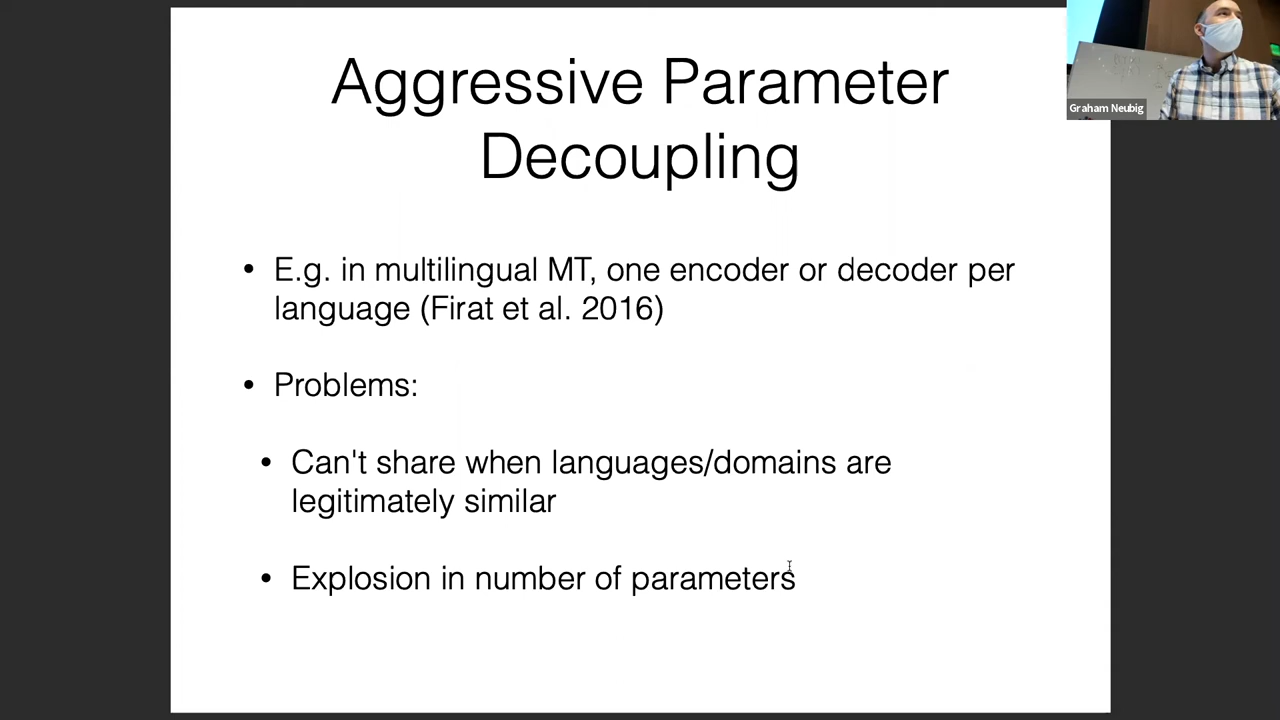 Aggressive Parameter
Decoupling
• E.g. in multilingual MT, one encoder or decoder per
language (Firat et al. 2016)
• Problems:
• Can't share when languages/domains are
legitimately similar
• Explosion in number of parameters
Graham Neubig